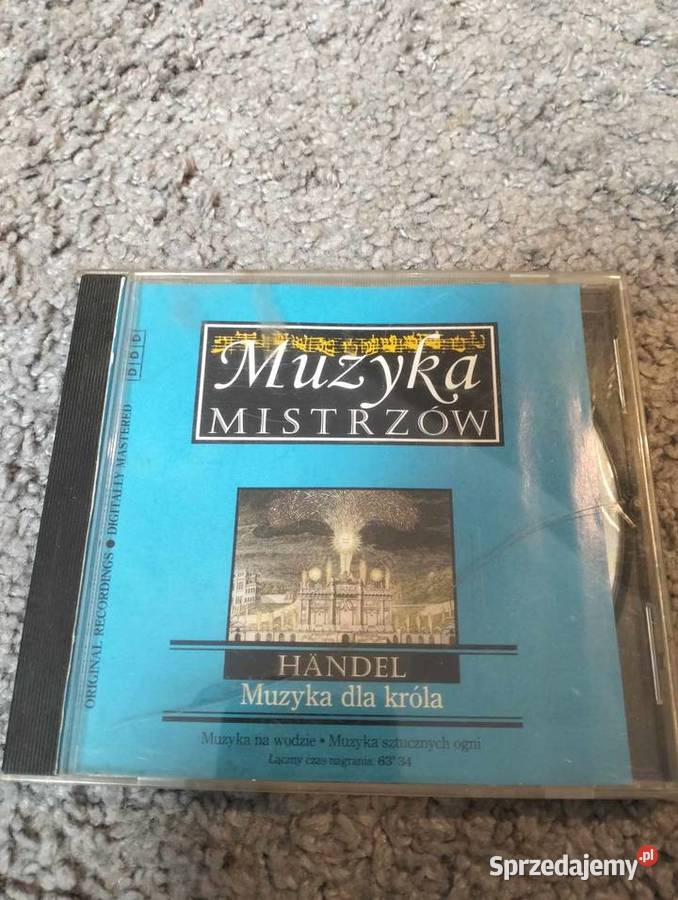 Muzyka
MISTRZÓW
DDD
ORIGINAL RECORDINGS ● DIGITALLY MASTERED
HÄNDEL
Muzyka dla króla
Muzyka na wodzie • Muzyka sztucznych ogni
Łączny czas nagrania: 63' 34
Sprzedajemy.pl